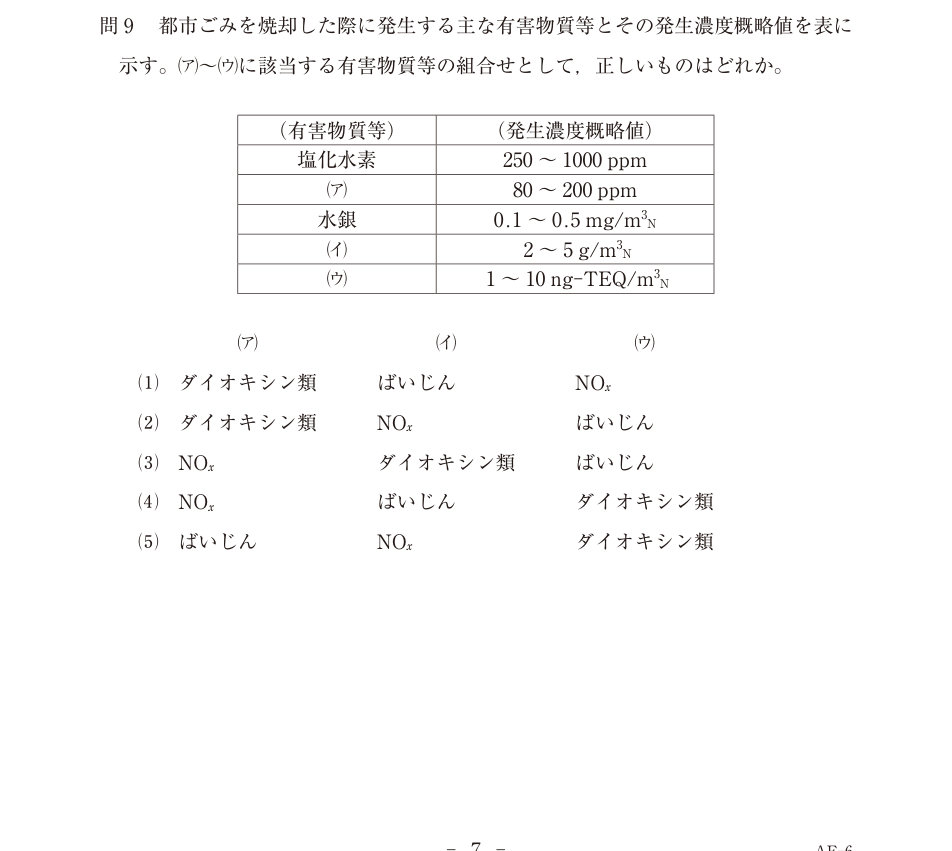 問9 都市ごみを焼却した際に発生する主な有害物質等とその発生濃度概略値を表に
示す。㋐～㋒に該当する有害物質等の組合せとして，正しいものはどれか。
（有害物質等） （発生濃度概略値）
塩化水素 250 ～ 1000 ppm
(ア) 80 ～ 200 ppm
水銀 0.1 ～ 0.5 mg/m³N
(イ) 2 ～ 5 g/m³N
(ウ) 1 ～ 10 ng-TEQ/m³N
(ア) (イ) (ウ)
(1) ダイオキシン類 ばいじん NOx
(2) ダイオキシン類 NOx ばいじん
(3) NOx ダイオキシン類 ばいじん
(4) NOx ばいじん ダイオキシン類
(5) ばいじん NOx ダイオキシン類
－ 7 －